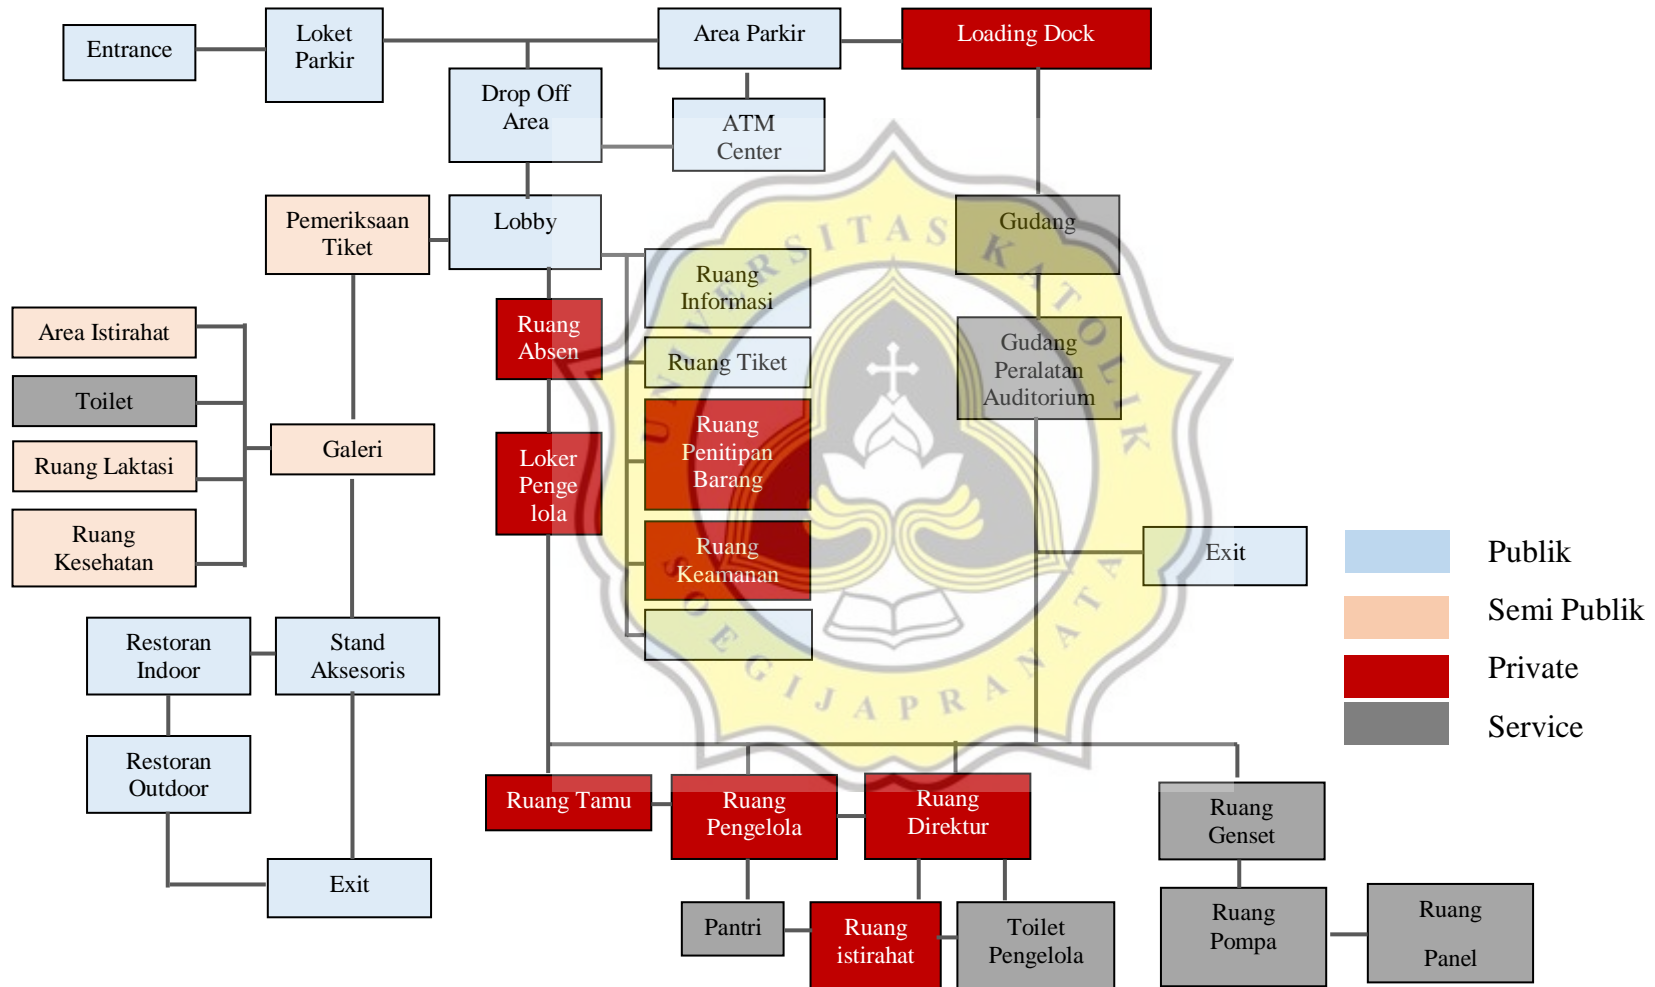 Entrance
Loket
Parkir
Area Parkir
Loading Dock
Drop Off
Area
ATM
Center
Pemeriksaan
Tiket
Lobby
Gudang
Ruang
Informasi
Area Istirahat
Ruang
Absen
Ruang Tiket
Gudang
Peralatan
Auditorium
Toilet
Ruang
Penitipan
Barang
Galeri
Ruang Laktasi
Loker
Penge
lola
Ruang
Kesehatan
Ruang
Keamanan
Exit
Publik
Semi Publik
Private
Service
Restoran
Indoor
Stand
Aksesoris
Restoran
Outdoor
Exit
Ruang Tamu
Ruang
Pengelola
Ruang
Direktur
Ruang
Genset
Pantri
Ruang
istirahat
Toilet
Pengelola
Ruang
Pompa
Ruang
Panel
UNIVERSITAS KATOLIK
SOEGIJAPRANATA